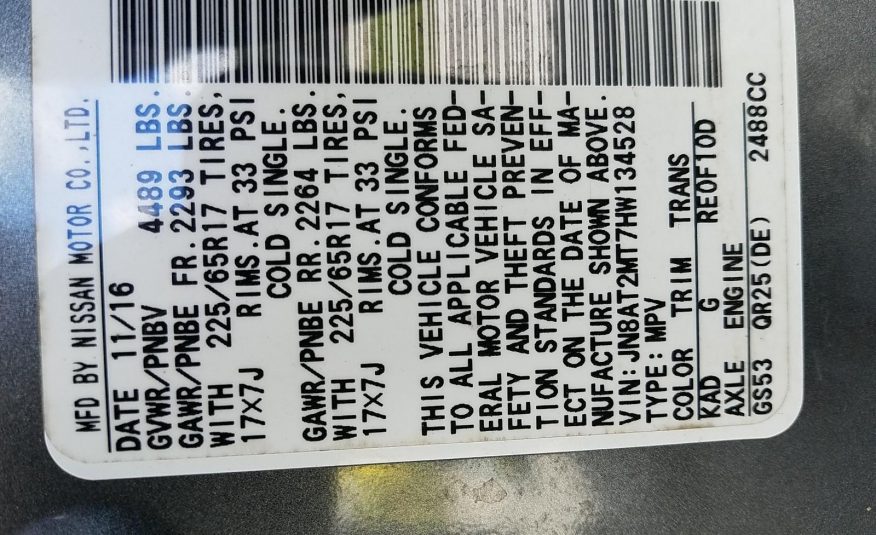 MFD BY NISSAN MOTOR CO.,LTD.
DATE 11/16
GVWR/PNBV 4489 LBS.
GAWR/PNBE FR. 2293 LBS.
WITH 225/65R17 TIRES,
17×7J RIMS.AT 33 PSI
COLD SINGLE.
GAWR/PNBE RR. 2264 LBS.
WITH 225/65R17 TIRES,
17×7J RIMS.AT 33 PSI
COLD SINGLE.
THIS VEHICLE CONFORMS
TO ALL APPLICABLE FED-
ERAL MOTOR VEHICLE SA-
FETY AND THEFT PREVEN-
TION STANDARDS IN EFF-
ECT ON THE DATE OF MA-
NUFACTURE SHOWN ABOVE.
VIN:JN8AT2MT7HW134528
TYPE:MPV
COLOR TRIM TRANS
KAD G RE0F10D
AXLE ENGINE
GS53 QR25(DE) 2488CC